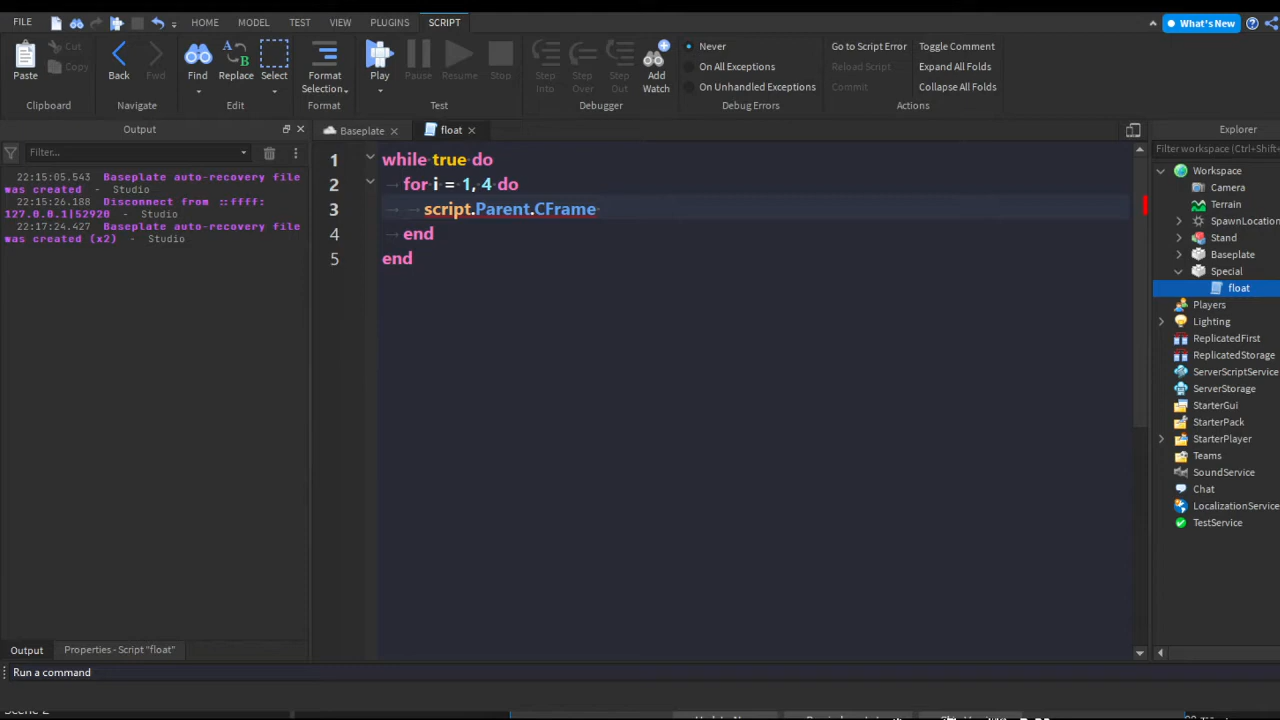 FILE HOME MODEL TEST VIEW PLUGINS SCRIPT What's New
Paste Cut Copy Back Fwd Find Replace Select Format Selection Play Pause Resume Stop Step Into Step Over Step Out Add Watch Never On All Exceptions On Unhandled Exceptions Go to Script Error Reload Script Commit Toggle Comment Expand All Folds Collapse All Folds
Clipboard Navigate Edit Format Test Debugger Debug Errors Actions
Output Baseplate float Explorer
Filter... Filter workspace (Ctrl+Shift+
22:15:05.543 Baseplate auto-recovery file
was created - Studio
22:15:26.188 Disconnect from ::ffff:
127.0.0.1|52920 - Studio
22:17:24.427 Baseplate auto-recovery file
was created (x2) - Studio
1 while true do
2 for i = 1, 4 do
3 script.Parent.CFrame
4 end
5 end
Workspace
Camera
Terrain
SpawnLocation
Stand
Baseplate
Special
float
Players
Lighting
ReplicatedFirst
ReplicatedStorage
ServerScriptService
ServerStorage
StarterGui
StarterPack
StarterPlayer
Teams
SoundService
Chat
LocalizationService
TestService
Output Properties - Script "float"
Run a command